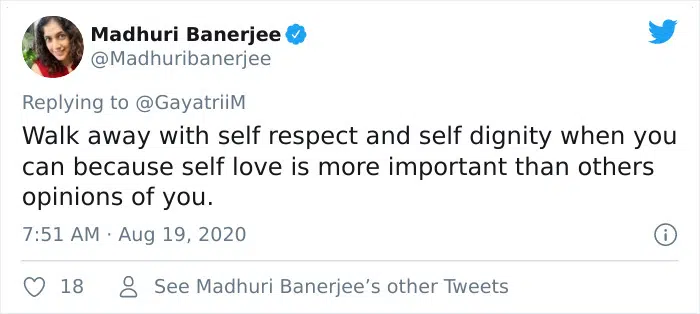 Madhuri Banerjee
@Madhuribanerjee
Replying to @GayatriiM
Walk away with self respect and self dignity when you
can because self love is more important than others
opinions of you.
7:51 AM · Aug 19, 2020
18 See Madhuri Banerjee’s other Tweets